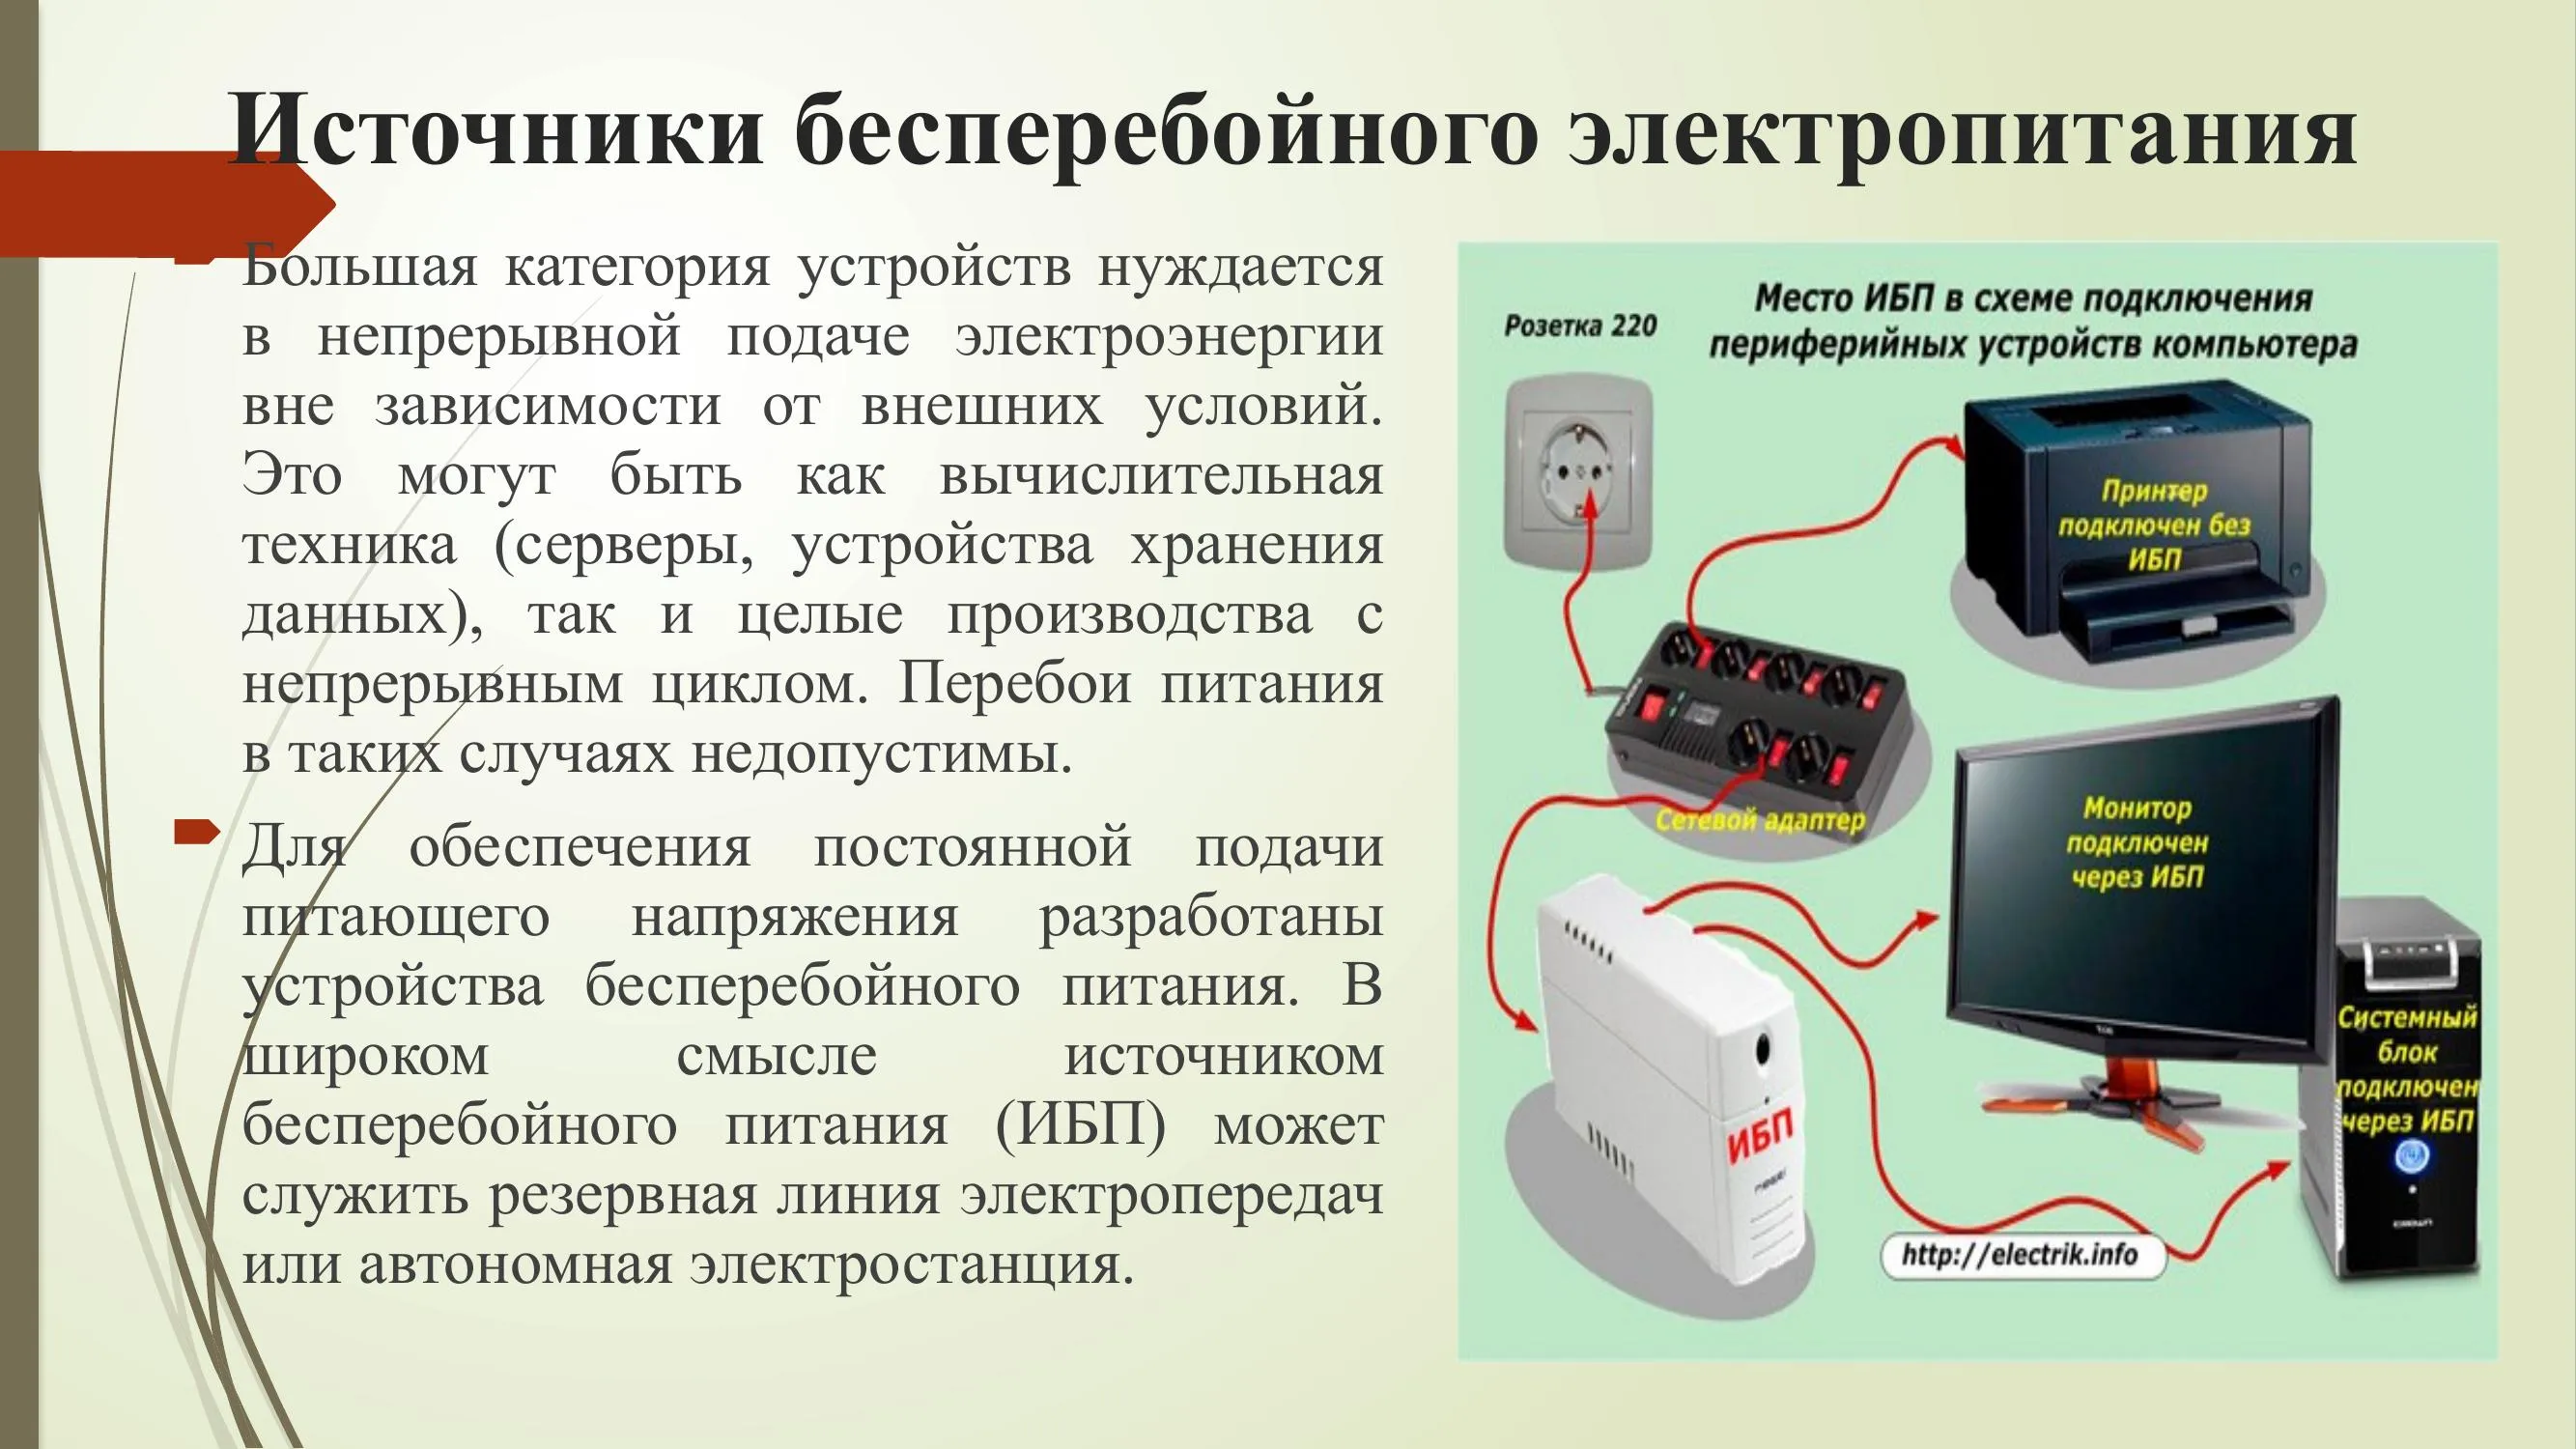 Источники бесперебойного электропитания
Большая категория устройств нуждается
в непрерывной подаче электроэнергии
вне зависимости от внешних условий.
Это могут быть как вычислительная
техника (серверы, устройства хранения
данных), так и целые производства с
непрерывным циклом. Перебои питания
в таких случаях недопустимы.
Для обеспечения постоянной подачи
питающего напряжения разработаны
устройства бесперебойного питания. В
широком смысле источником
бесперебойного питания (ИБП) может
служить резервная линия электропередач
или автономная электростанция.
Место ИБП в схеме подключения
периферийных устройств компьютера
Розетка 220
Принтер
подключен без
ИБП
Сетевой адаптер
Монитор
подключен
через ИБП
Системный
блок
подключен
через ИБП
ИБП
http://electrik.info